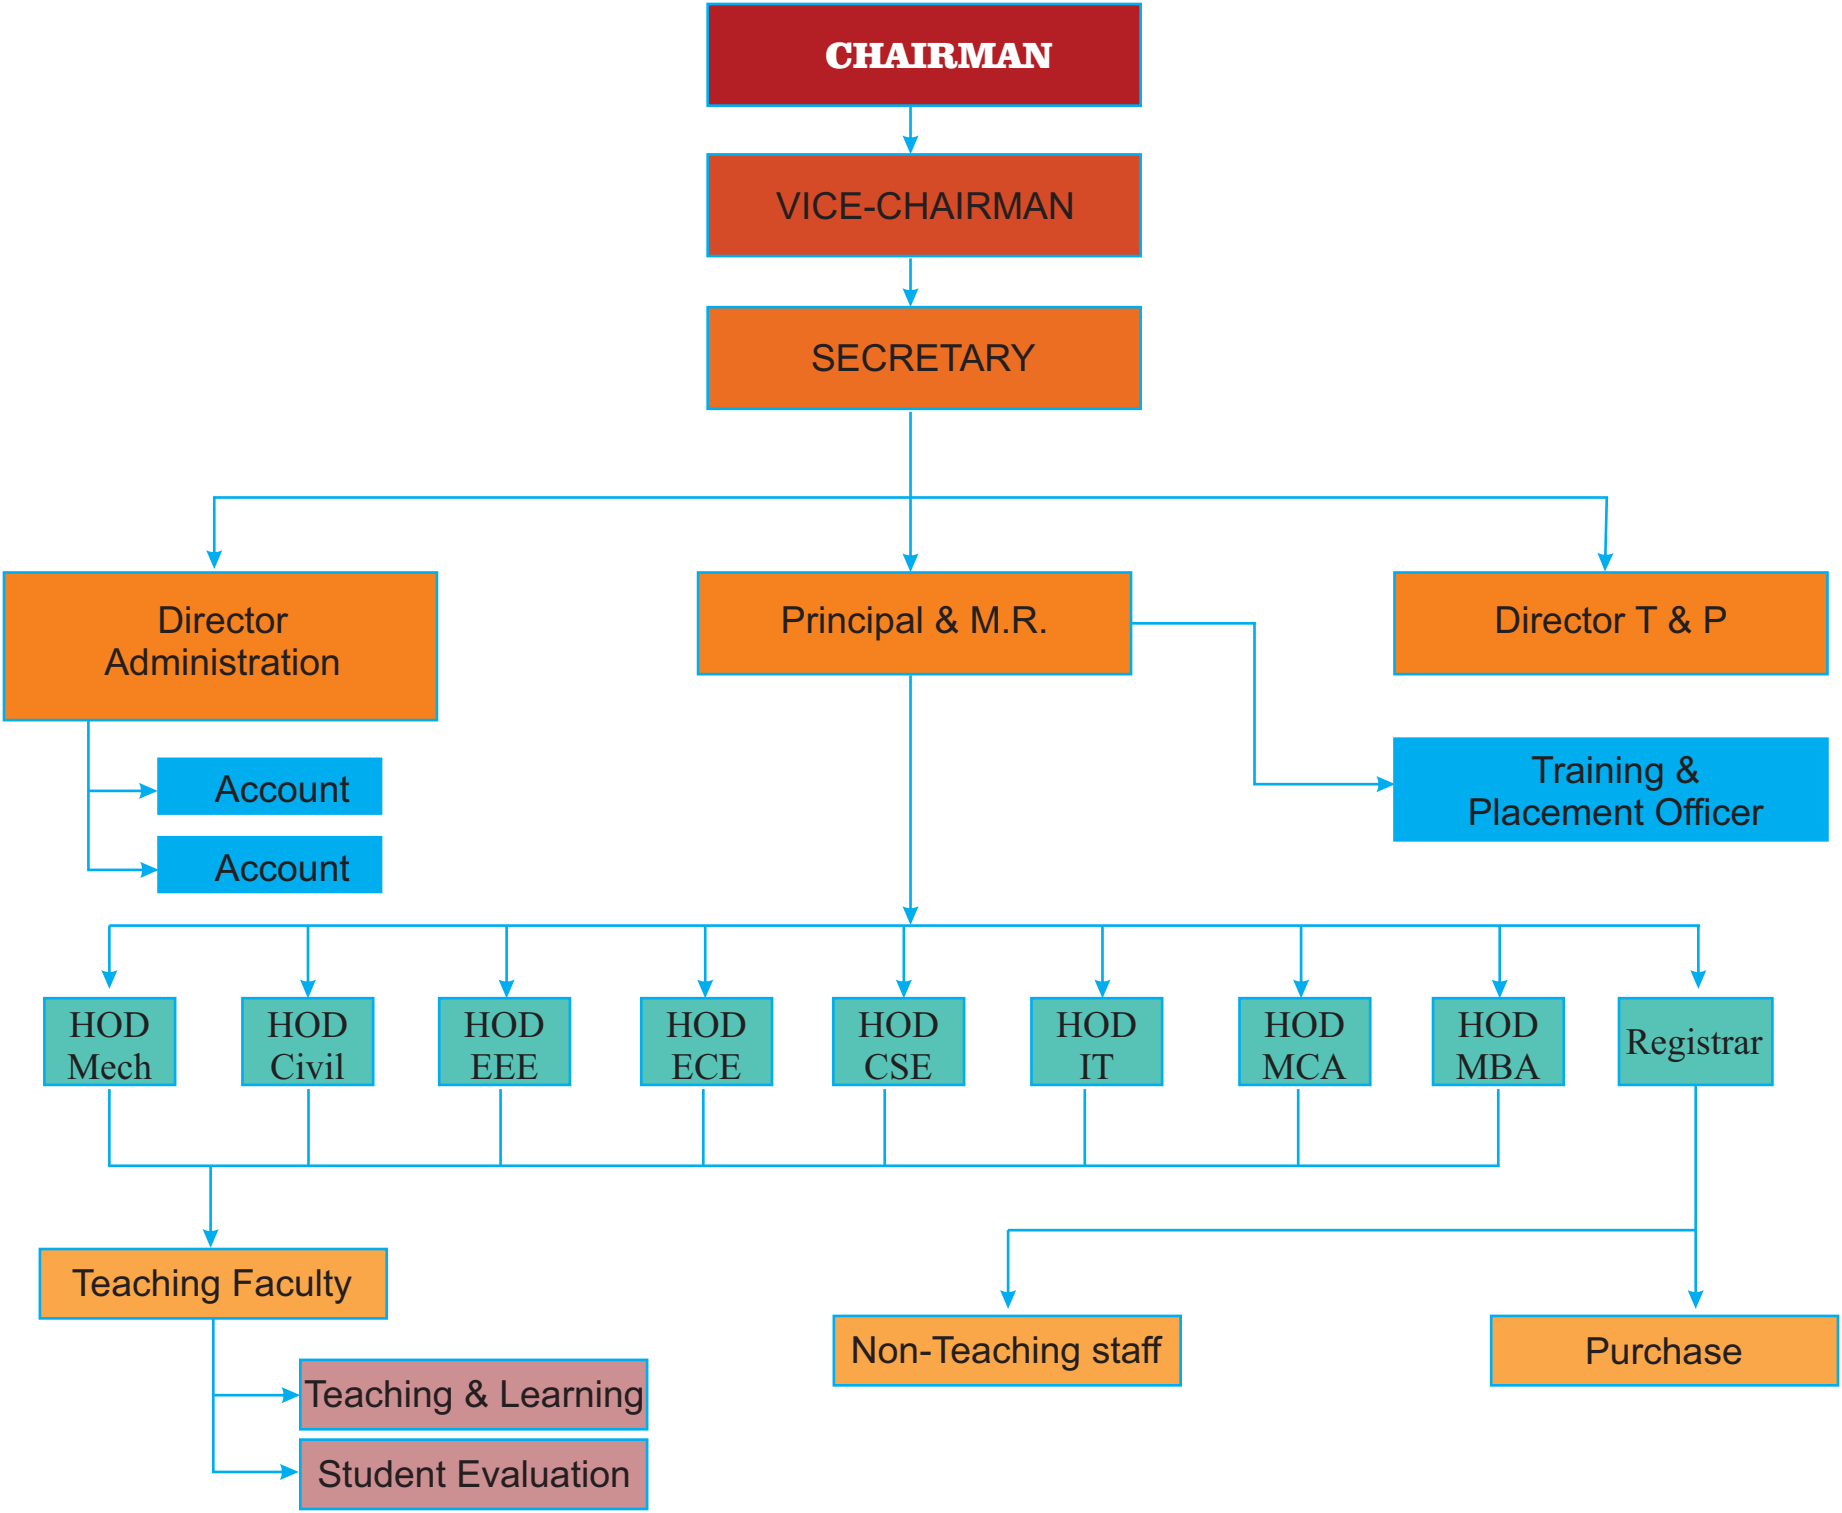 CHAIRMAN
VICE-CHAIRMAN
SECRETARY
Director
Administration
Principal & M.R.
Director T & P
Account
Account
Training &
Placement Officer
HOD
Mech
HOD
Civil
HOD
EEE
HOD
ECE
HOD
CSE
HOD
IT
HOD
MCA
HOD
MBA
Registrar
Teaching Faculty
Teaching & Learning
Student Evaluation
Non-Teaching staff
Purchase